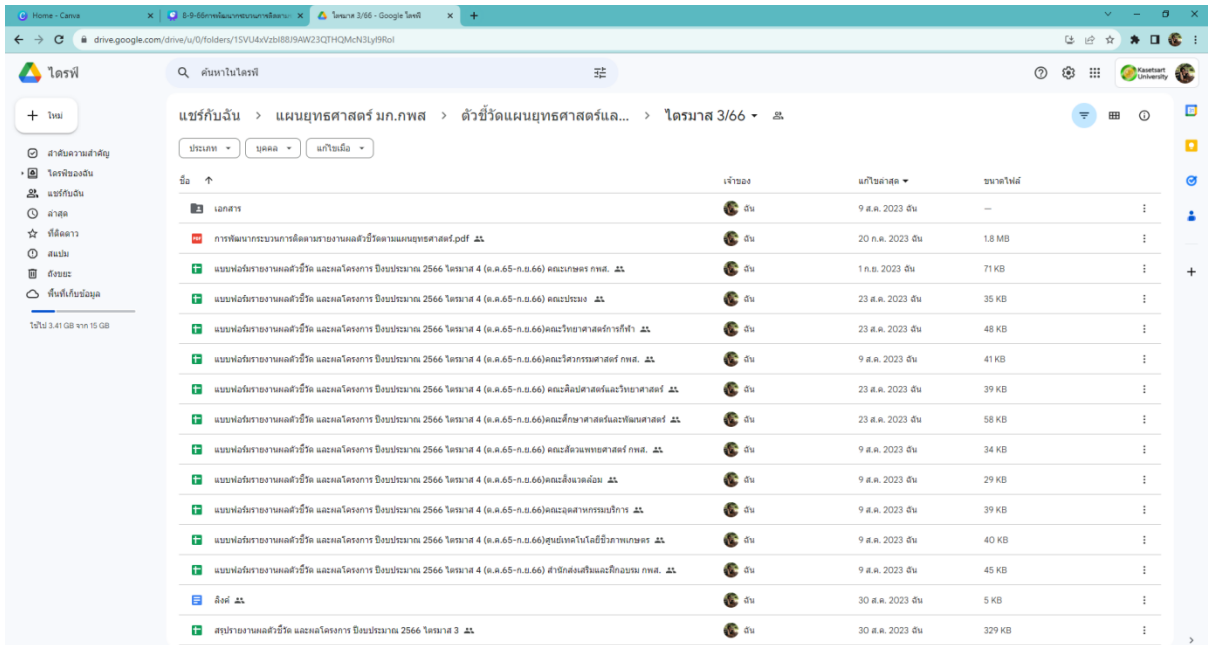 Home - Canva
8-9-66การพัฒนากระบวนการติดตาม
ไตรมาส 3/66 - Google ไดรฟ์
drive.google.com/drive/u/0/folders/
ไดรฟ์
ค้นหาในไดรฟ์
Kasetsart University
+ ใหม่
แชร์กับฉัน > แผนยุทธศาสตร์ มก.กพส > ตัวชี้วัดแผนยุทธศาสตร์แล... > ไตรมาส 3/66
ประเภท บุคคล แก้ไขเมื่อ
ลำดับความสำคัญ
ไดรฟ์ของฉัน
แชร์กับฉัน
ล่าสุด
ที่ติดดาว
สแปม
ถังขยะ
พื้นที่เก็บข้อมูล
ใช้ไป 3.41 GB จาก 15 GB
ชื่อ เจ้าของ แก้ไขล่าสุด ขนาดไฟล์
เอกสาร ฉัน 9 ส.ค. 2023 ฉัน —
การพัฒนากระบวนการติดตามรายงานผลตัวชี้วัดตามแผนยุทธศาสตร์.pdf ฉัน 20 ก.ค. 2023 ฉัน 1.8 MB
แบบฟอร์มรายงานผลตัวชี้วัด และผลโครงการ ปีงบประมาณ 2566 ไตรมาส 4 (ต.ค.65-ก.ย.66) คณะเกษตร กพส. ฉัน 1 ก.ย. 2023 ฉัน 71 KB
แบบฟอร์มรายงานผลตัวชี้วัด และผลโครงการ ปีงบประมาณ 2566 ไตรมาส 4 (ต.ค.65-ก.ย.66) คณะประมง ฉัน 23 ส.ค. 2023 ฉัน 35 KB
แบบฟอร์มรายงานผลตัวชี้วัด และผลโครงการ ปีงบประมาณ 2566 ไตรมาส 4 (ต.ค.65-ก.ย.66)คณะวิทยาศาสตร์การกีฬา ฉัน 23 ส.ค. 2023 ฉัน 48 KB
แบบฟอร์มรายงานผลตัวชี้วัด และผลโครงการ ปีงบประมาณ 2566 ไตรมาส 4 (ต.ค.65-ก.ย.66)คณะวิศวกรรมศาสตร์ กพส. ฉัน 9 ส.ค. 2023 ฉัน 41 KB
แบบฟอร์มรายงานผลตัวชี้วัด และผลโครงการ ปีงบประมาณ 2566 ไตรมาส 4 (ต.ค.65-ก.ย.66) คณะศิลปศาสตร์และวิทยาศาสตร์ ฉัน 23 ส.ค. 2023 ฉัน 39 KB
แบบฟอร์มรายงานผลตัวชี้วัด และผลโครงการ ปีงบประมาณ 2566 ไตรมาส 4 (ต.ค.65-ก.ย.66)คณะศึกษาศาสตร์และพัฒนศาสตร์ ฉัน 23 ส.ค. 2023 ฉัน 58 KB
แบบฟอร์มรายงานผลตัวชี้วัด และผลโครงการ ปีงบประมาณ 2566 ไตรมาส 4 (ต.ค.65-ก.ย.66) คณะสัตวแพทยศาสตร์ กพส. ฉัน 9 ส.ค. 2023 ฉัน 34 KB
แบบฟอร์มรายงานผลตัวชี้วัด และผลโครงการ ปีงบประมาณ 2566 ไตรมาส 4 (ต.ค.65-ก.ย.66)คณะสิ่งแวดล้อม ฉัน 9 ส.ค. 2023 ฉัน 29 KB
แบบฟอร์มรายงานผลตัวชี้วัด และผลโครงการ ปีงบประมาณ 2566 ไตรมาส 4 (ต.ค.65-ก.ย.66)คณะอุตสาหกรรมบริการ ฉัน 9 ส.ค. 2023 ฉัน 39 KB
แบบฟอร์มรายงานผลตัวชี้วัด และผลโครงการ ปีงบประมาณ 2566 ไตรมาส 4 (ต.ค.65-ก.ย.66)ศูนย์เทคโนโลยีชีวภาพเกษตร ฉัน 9 ส.ค. 2023 ฉัน 40 KB
แบบฟอร์มรายงานผลตัวชี้วัด และผลโครงการ ปีงบประมาณ 2566 ไตรมาส 4 (ต.ค.65-ก.ย.66) สำนักส่งเสริมและฝึกอบรม กพส. ฉัน 9 ส.ค. 2023 ฉัน 45 KB
ลิงค์ ฉัน 30 ส.ค. 2023 ฉัน 5 KB
สรุปรายงานผลตัวชี้วัด และผลโครงการ ปีงบประมาณ 2566 ไตรมาส 3 ฉัน 30 ส.ค. 2023 ฉัน 329 KB